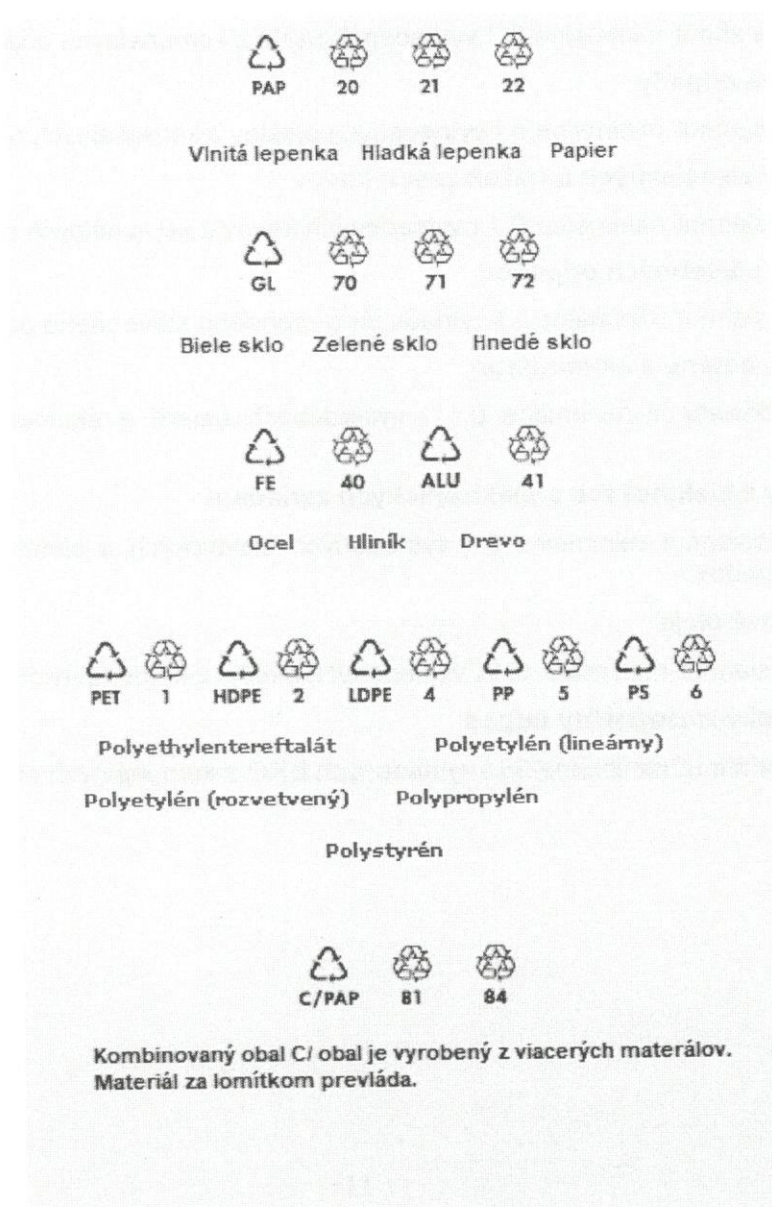 PAP 20 21 22
Vlnitá lepenka Hladká lepenka Papier
GL 70 71 72
Biele sklo Zelené sklo Hnedé sklo
FE 40 ALU 41
Ocel Hliník Drevo
PET 1 HDPE 2 LDPE 4 PP 5 PS 6
Polyethylentereftalát Polyetylén (lineárny)
Polyetylén (rozvetvený) Polypropylén
Polystyrén
C/PAP 81 84
Kombinovaný obal C/ obal je vyrobený z viacerých materálov.
Materiál za lomítkom prevláda.